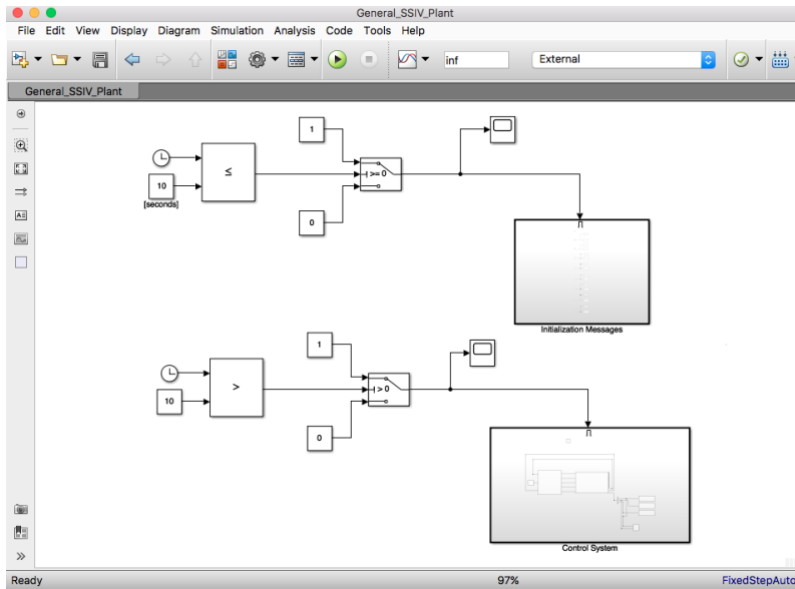 General_SSIV_Plant
File Edit View Display Diagram Simulation Analysis Code Tools Help
inf
External
General_SSIV_Plant
1
≤
>= 0
10
[seconds]
0
Initialization Messages
1
>
> 0
10
0
Control System
Ready
97%
FixedStepAuto